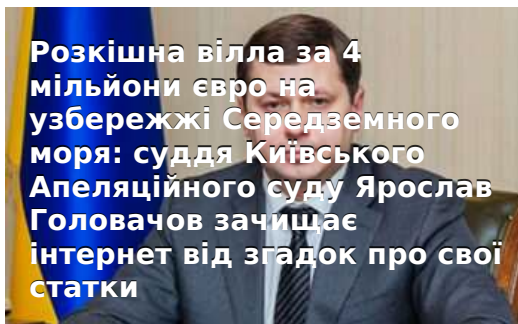 Розкішна вілла за 4
мільйони євро на
узбережжі Середземного
моря: суддя Київського
Апеляційного суду Ярослав
Головачов зачищає
інтернет від згадок про свої
статки